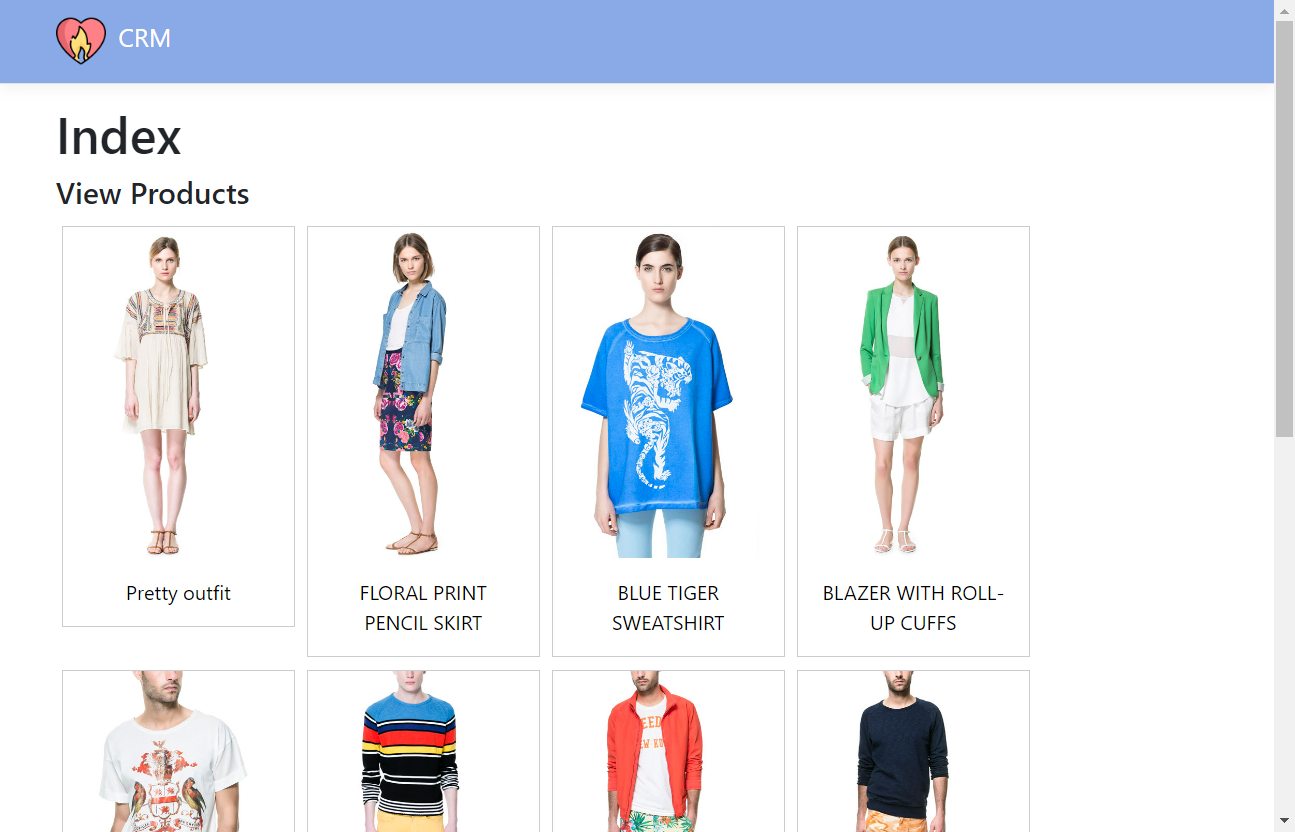 CRM
Index
View Products
Pretty outfit
FLORAL PRINT
PENCIL SKIRT
BLUE TIGER
SWEATSHIRT
BLAZER WITH ROLL-
UP CUFFS